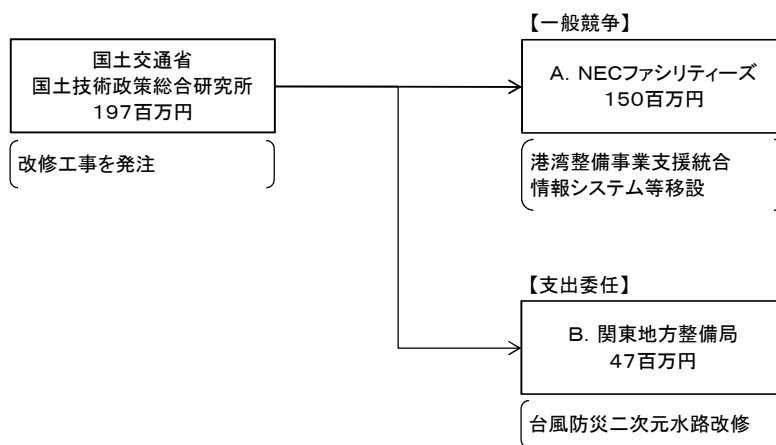 国土交通省
国土技術政策総合研究所
197百万円
改修工事を発注
【一般競争】
A．NECファシリティーズ
150百万円
港湾整備事業支援統合
情報システム等移設
【支出委任】
B．関東地方整備局
47百万円
台風防災二次元水路改修